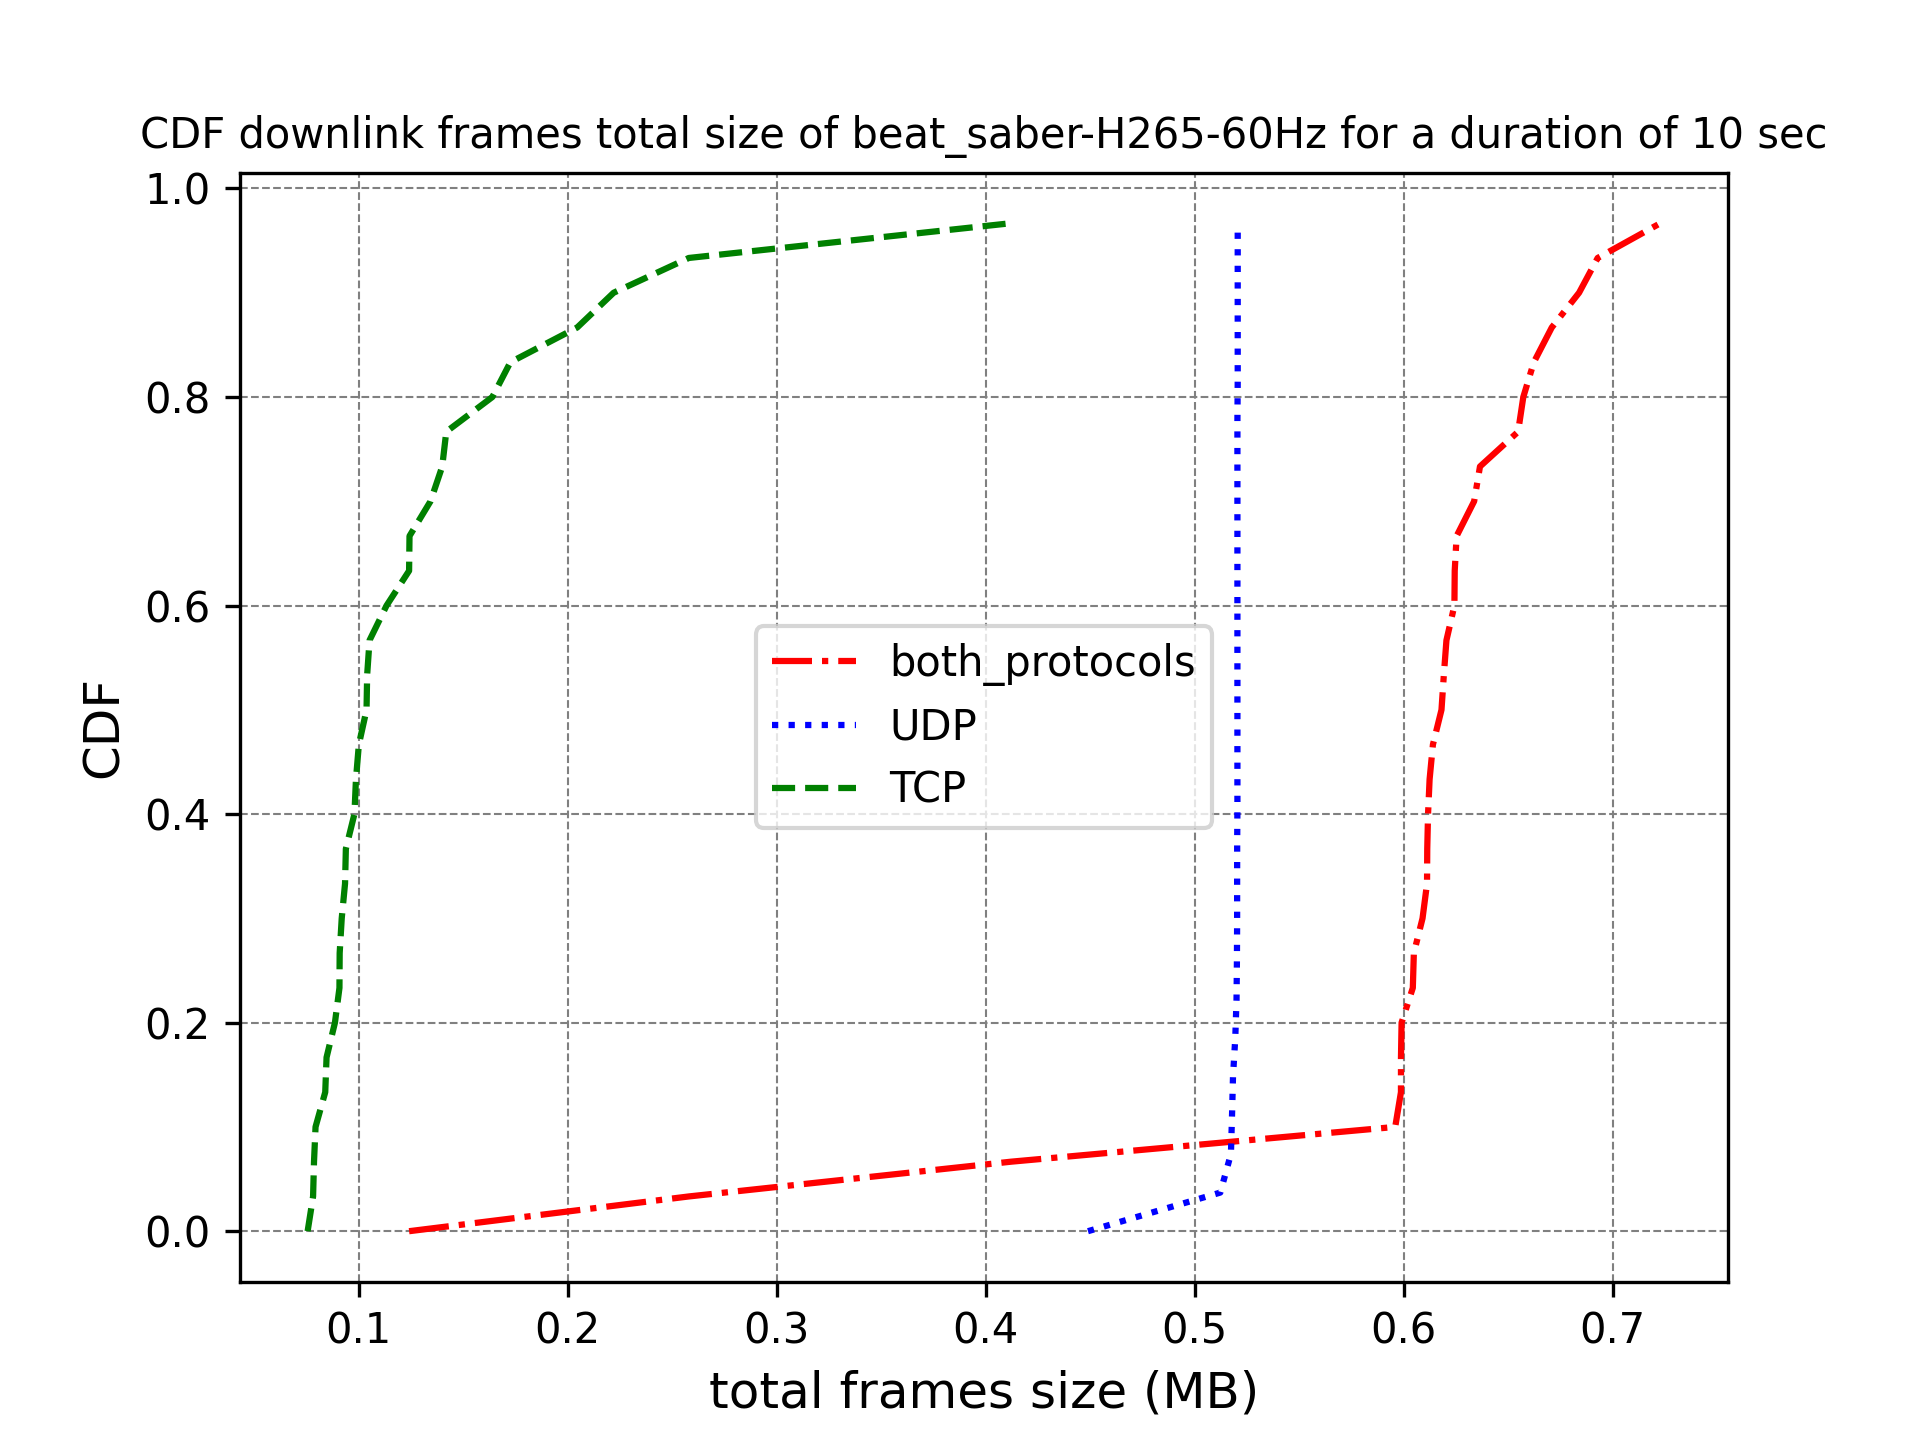 CDF downlink frames total size of beat_saber-H265-60Hz for a duration of 10 sec
1.0
0.8
0.6
0.4
0.2
0.0
CDF
both_protocols
UDP
TCP
0.1 0.2 0.3 0.4 0.5 0.6 0.7
total frames size (MB)